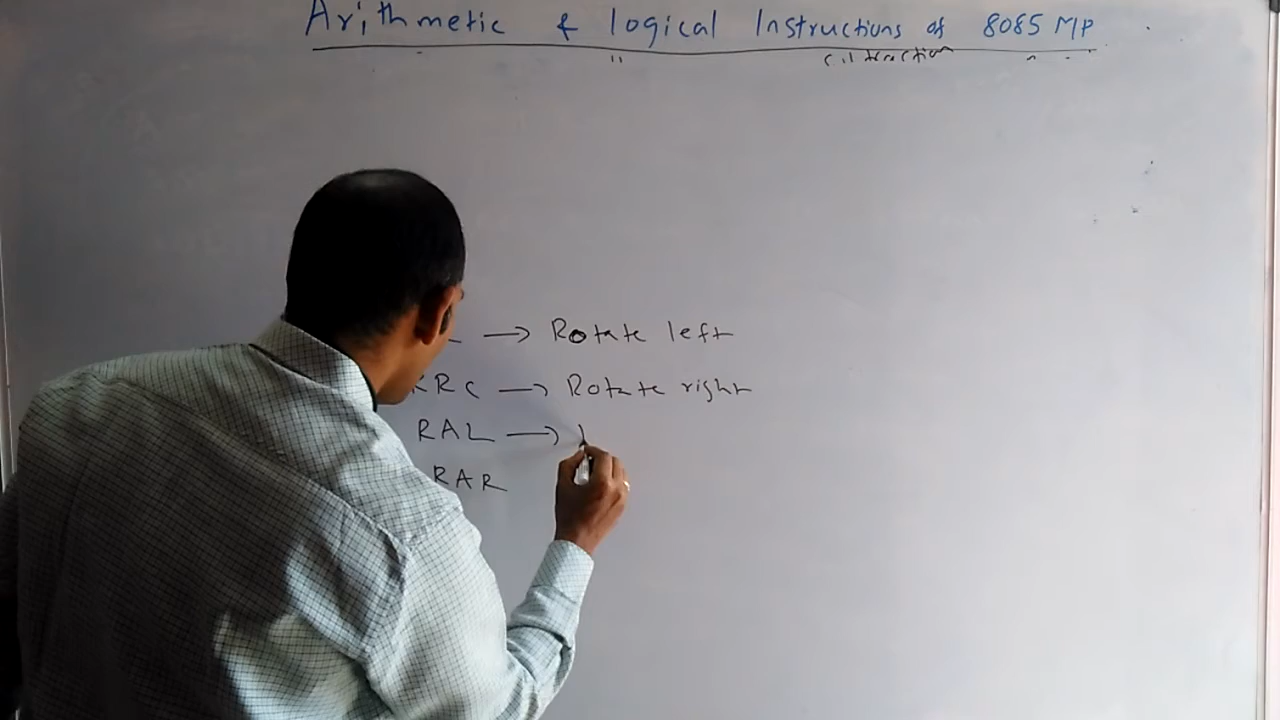 Arithmetic & logical Instructions of 8085 MP
→ Rotate left
RRC → Rotate right
RAL →
RAR